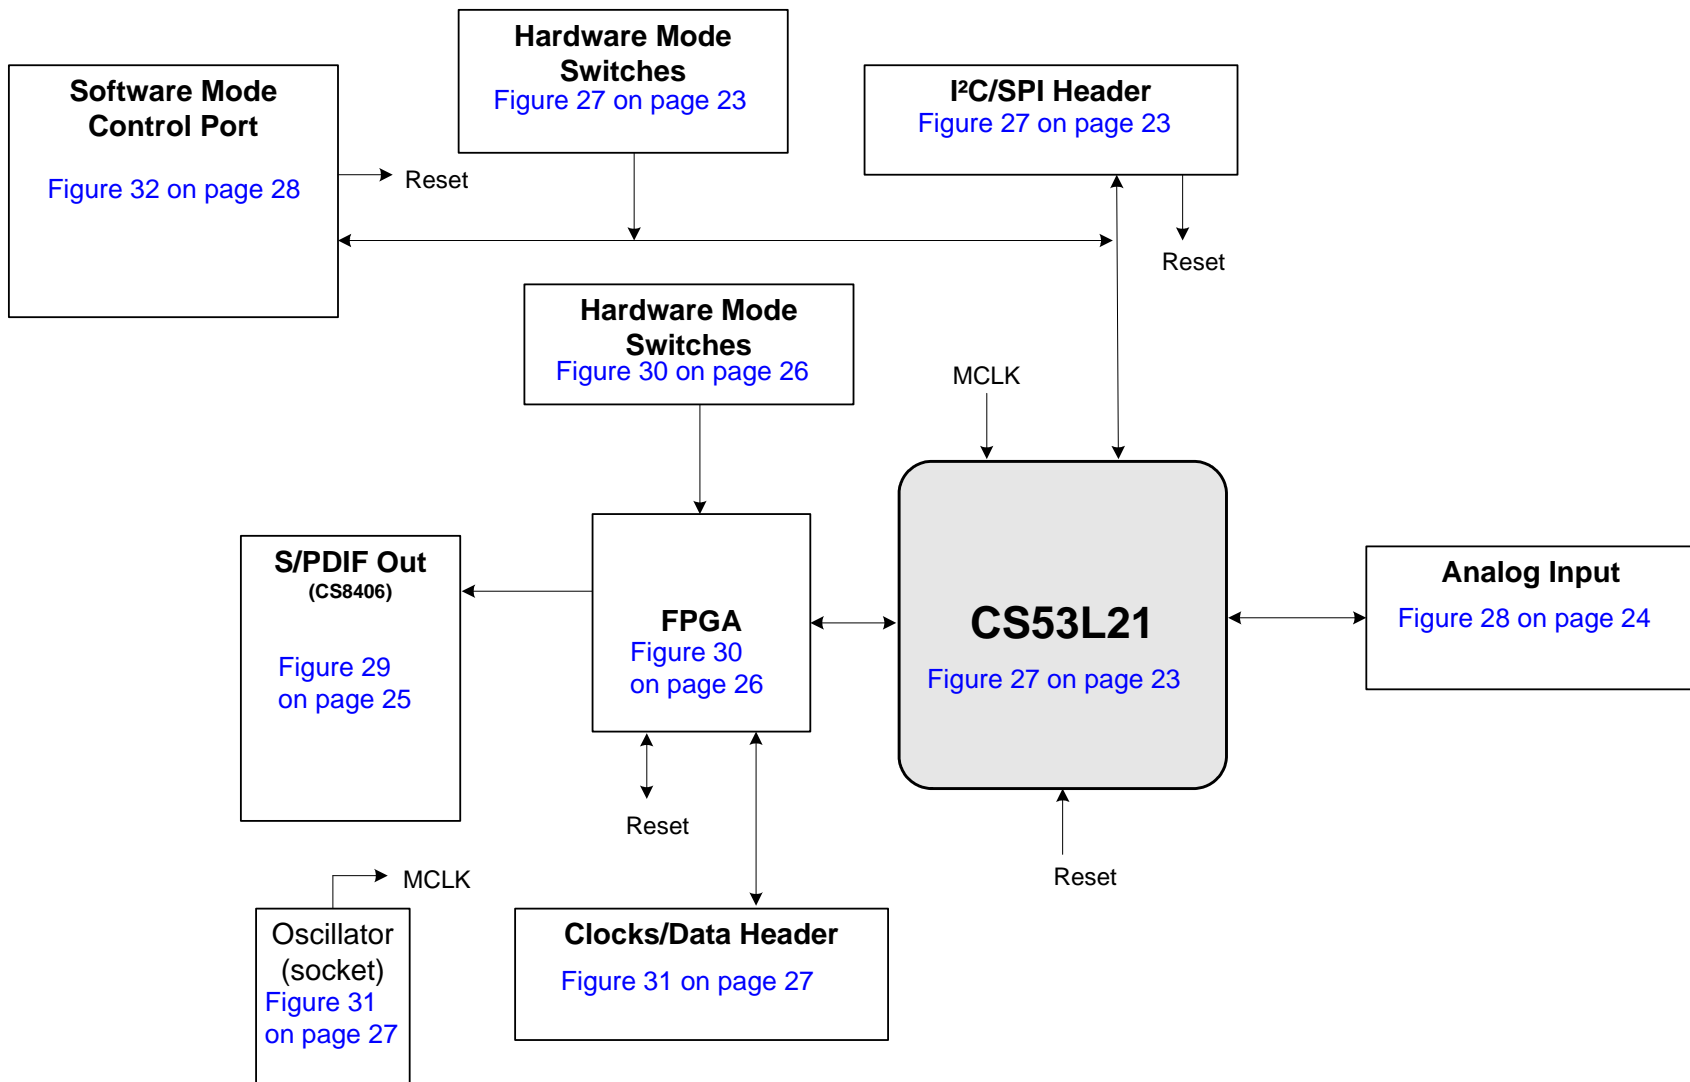 Hardware Mode
Switches
Figure 27 on page 23
Software Mode
Control Port
Figure 32 on page 28
Reset
I²C/SPI Header
Figure 27 on page 23
Reset
Hardware Mode
Switches
Figure 30 on page 26
MCLK
S/PDIF Out
(CS8406)
Figure 29
on page 25
FPGA
Figure 30
on page 26
CS53L21
Figure 27 on page 23
Analog Input
Figure 28 on page 24
Reset
Reset
MCLK
Oscillator
(socket)
Figure 31
on page 27
Clocks/Data Header
Figure 31 on page 27